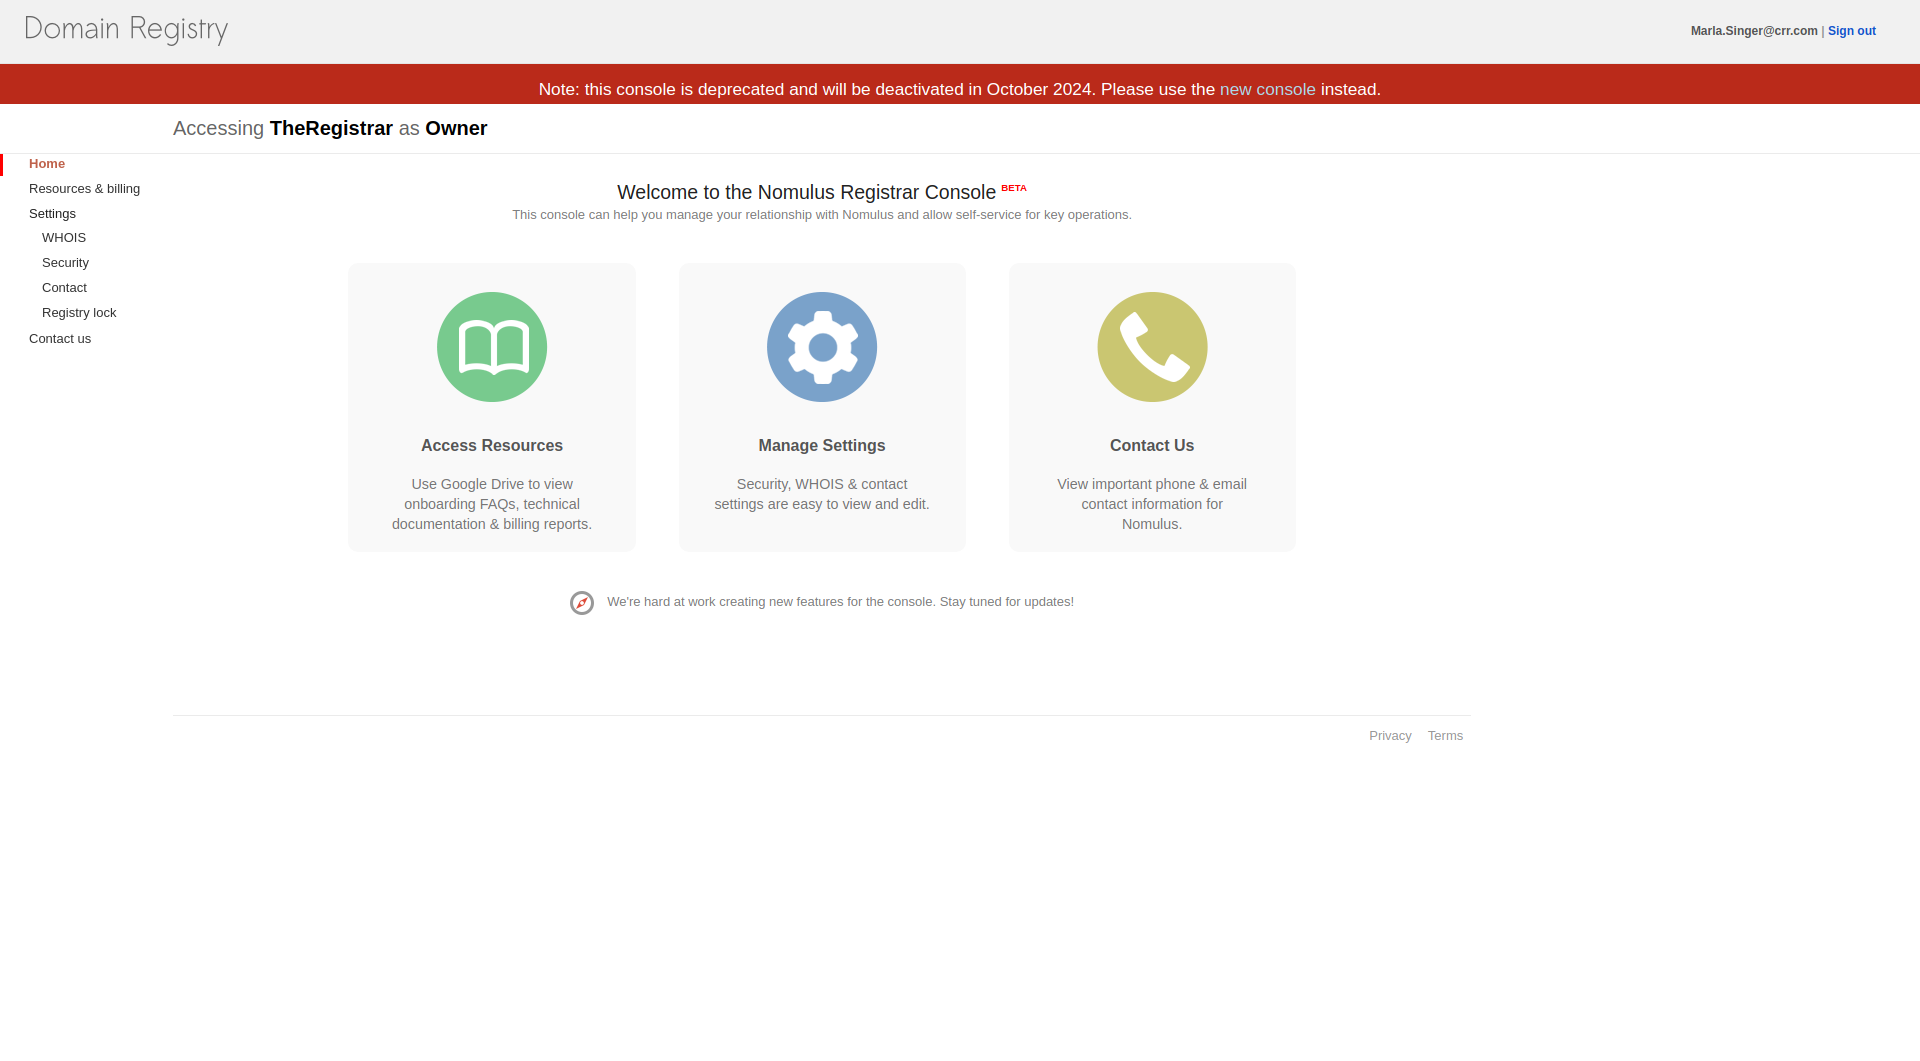 Domain Registry
Marla.Singer@crr.com | Sign out
Note: this console is deprecated and will be deactivated in October 2024. Please use the new console instead.
Accessing TheRegistrar as Owner
Home
Resources & billing
Settings
WHOIS
Security
Contact
Registry lock
Contact us
Welcome to the Nomulus Registrar Console BETA
This console can help you manage your relationship with Nomulus and allow self-service for key operations.
Access Resources
Use Google Drive to view
onboarding FAQs, technical
documentation & billing reports.
Manage Settings
Security, WHOIS & contact
settings are easy to view and edit.
Contact Us
View important phone & email
contact information for
Nomulus.
We're hard at work creating new features for the console. Stay tuned for updates!
Privacy Terms